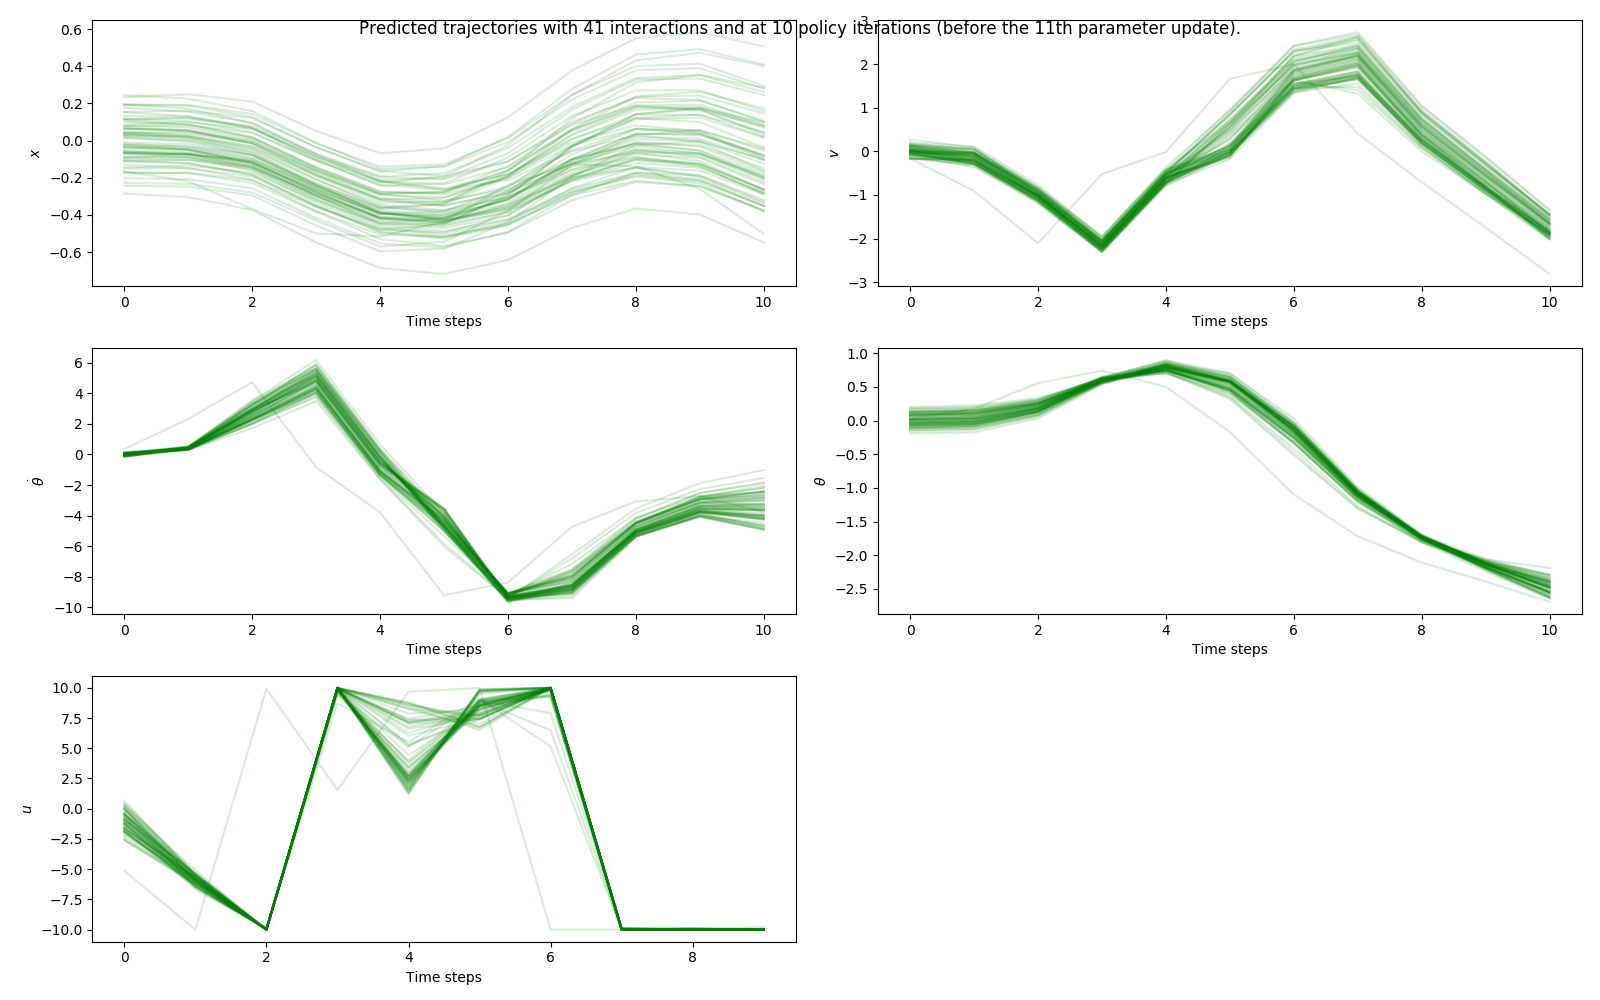 Predicted trajectories with 41 interactions and at 10 policy iterations (before the 11th parameter update).
0.6
0.4
0.2
0.0
−0.2
−0.4
−0.6
x
0 2 4 6 8 10
Time steps
3
2
1
0
−1
−2
−3
v
0 2 4 6 8 10
Time steps
6
4
2
0
−2
−4
−6
−8
−10
θ̇
0 2 4 6 8 10
Time steps
1.0
0.5
0.0
−0.5
−1.0
−1.5
−2.0
−2.5
θ
0 2 4 6 8 10
Time steps
10.0
7.5
5.0
2.5
0.0
−2.5
−5.0
−7.5
−10.0
u
0 2 4 6 8
Time steps